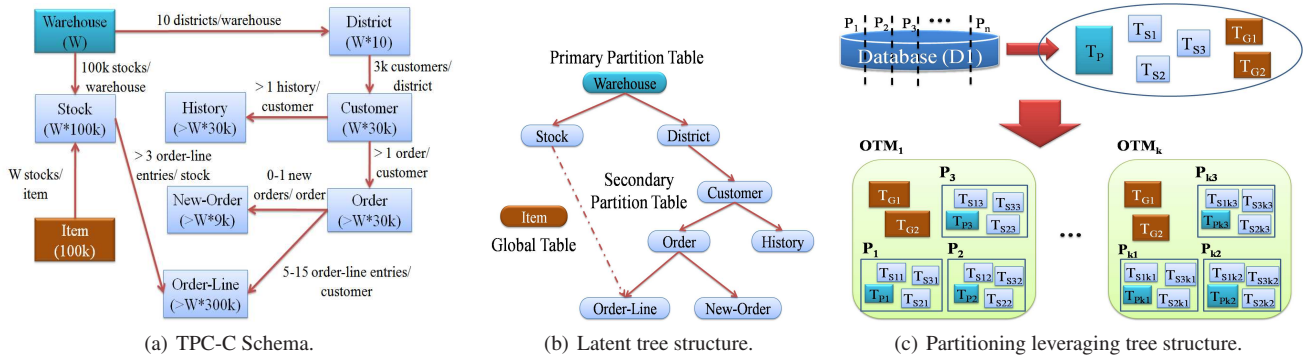 Warehouse
(W)
10 districts/warehouse
District
(W*10)
100k stocks/
warehouse
3k customers/
district
Stock
(W*100k)
History
(>W*30k)
> 1 history/
customer
Customer
(W*30k)
> 3 order-line
entries/ stock
> 1 order/
customer
W stocks/
item
New-Order
(>W*9k)
0-1 new
orders/ order
Order
(>W*30k)
Item
(100k)
Order-Line
(>W*300k)
5-15 order-line entries/
customer
(a) TPC-C Schema.
Primary Partition Table
Warehouse
Stock
District
Secondary
Partition Table
Customer
Item
Global Table
Order
History
Order-Line
New-Order
(b) Latent tree structure.
P1 P2 P3 ••• Pn
Database (D1)
TP
TS1
TS2
TS3
TG1
TG2
OTM1
TG1
TG2
P3
TS13
TS33
TP3
TS23
P1
TS11
TS31
TP1
TS21
P2
TS12
TS32
TP2
TS22
•••
OTMk
TG1
TG2
Pk3
TS1k3
TS3k3
TPk3
TS2k3
Pk1
TS1k1
TS3k1
TPk1
TS2k1
Pk2
TS1k2
TS3k2
TPk2
TS2k2
(c) Partitioning leveraging tree structure.